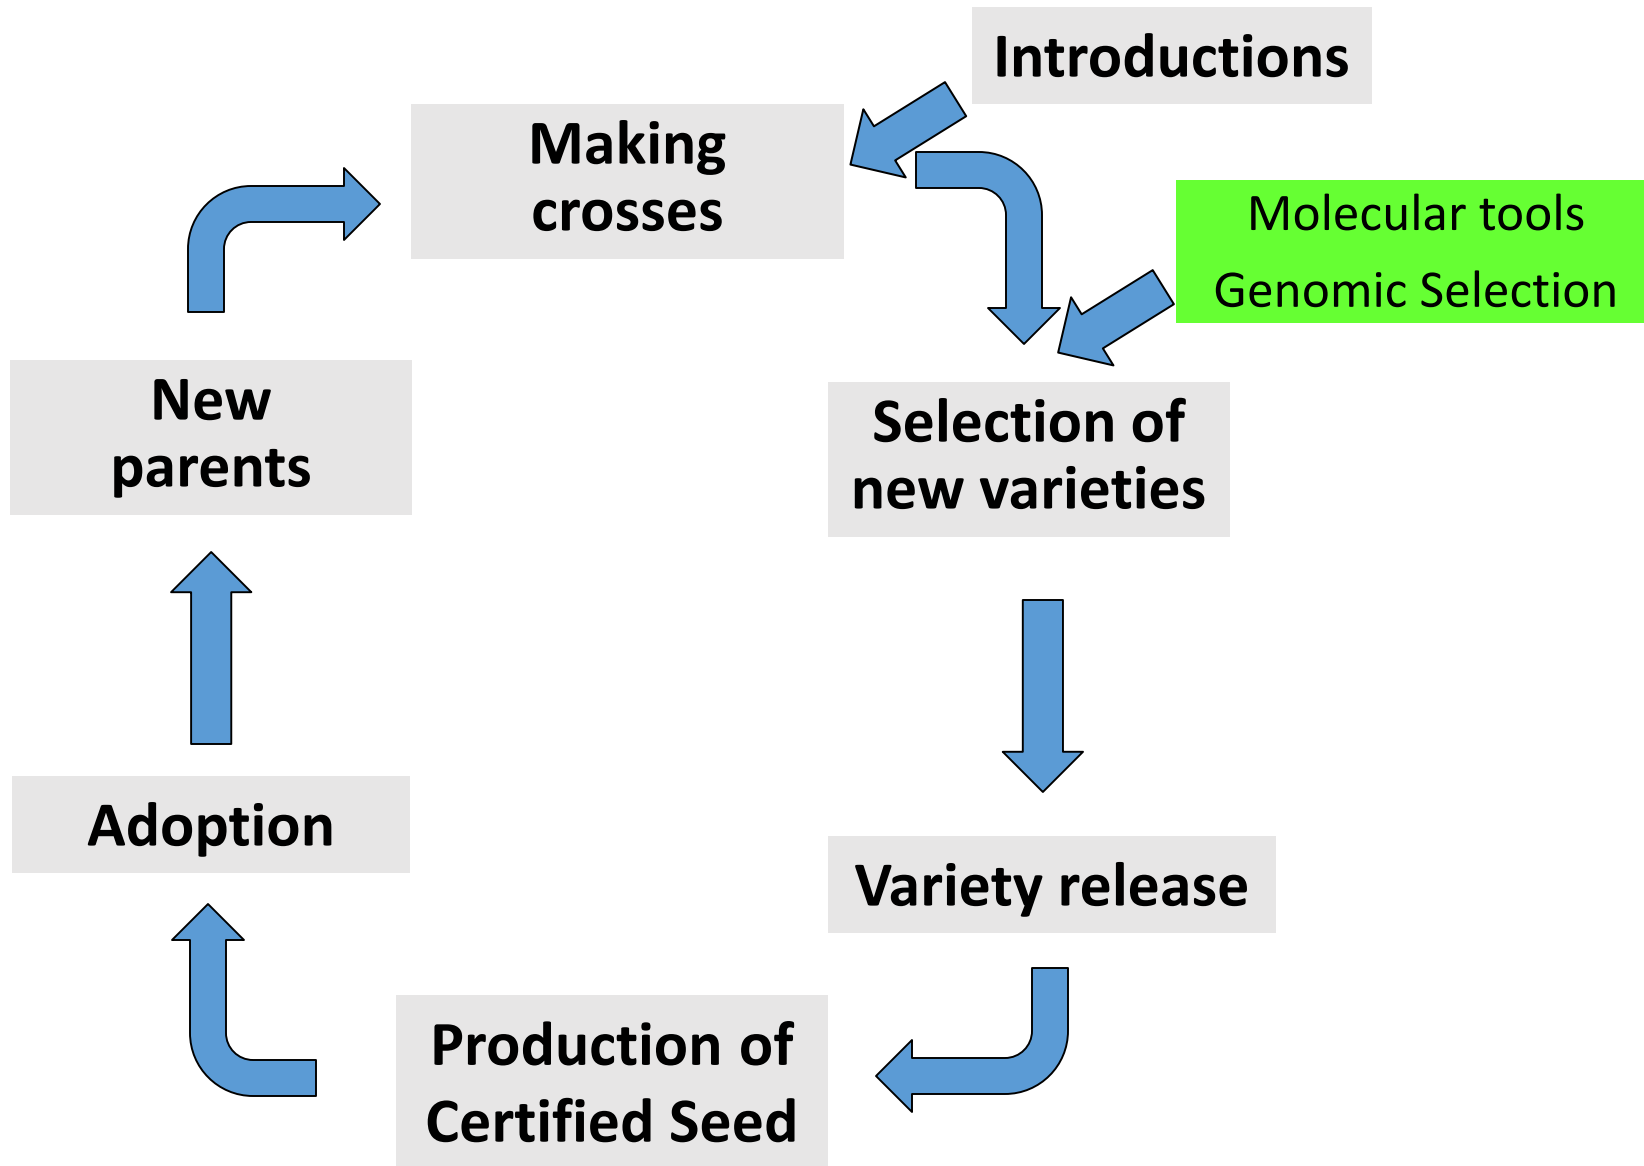 Introductions
Making
crosses
Molecular tools
Genomic Selection
New
parents
Selection of
new varieties
Adoption
Variety release
Production of
Certified Seed